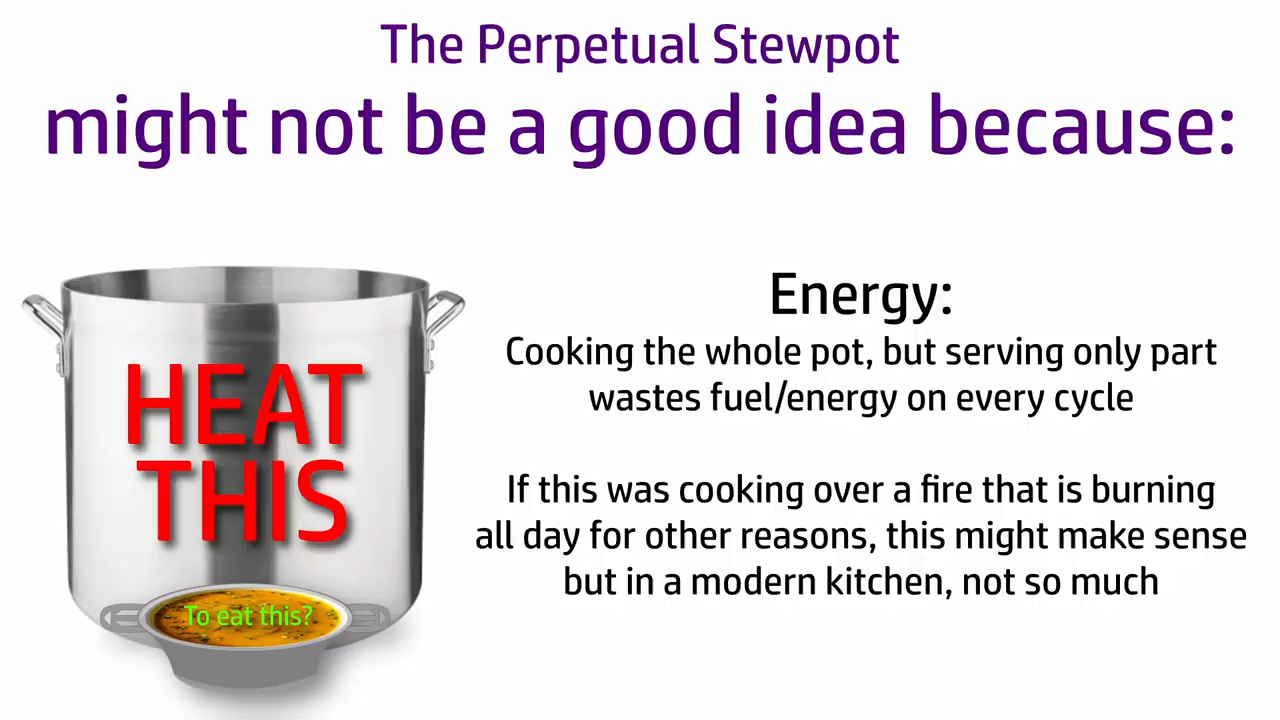 The Perpetual Stewpot
might not be a good idea because:
HEAT
THIS
To eat this?
Energy:
Cooking the whole pot, but serving only part
wastes fuel/energy on every cycle
If this was cooking over a fire that is burning
all day for other reasons, this might make sense
but in a modern kitchen, not so much